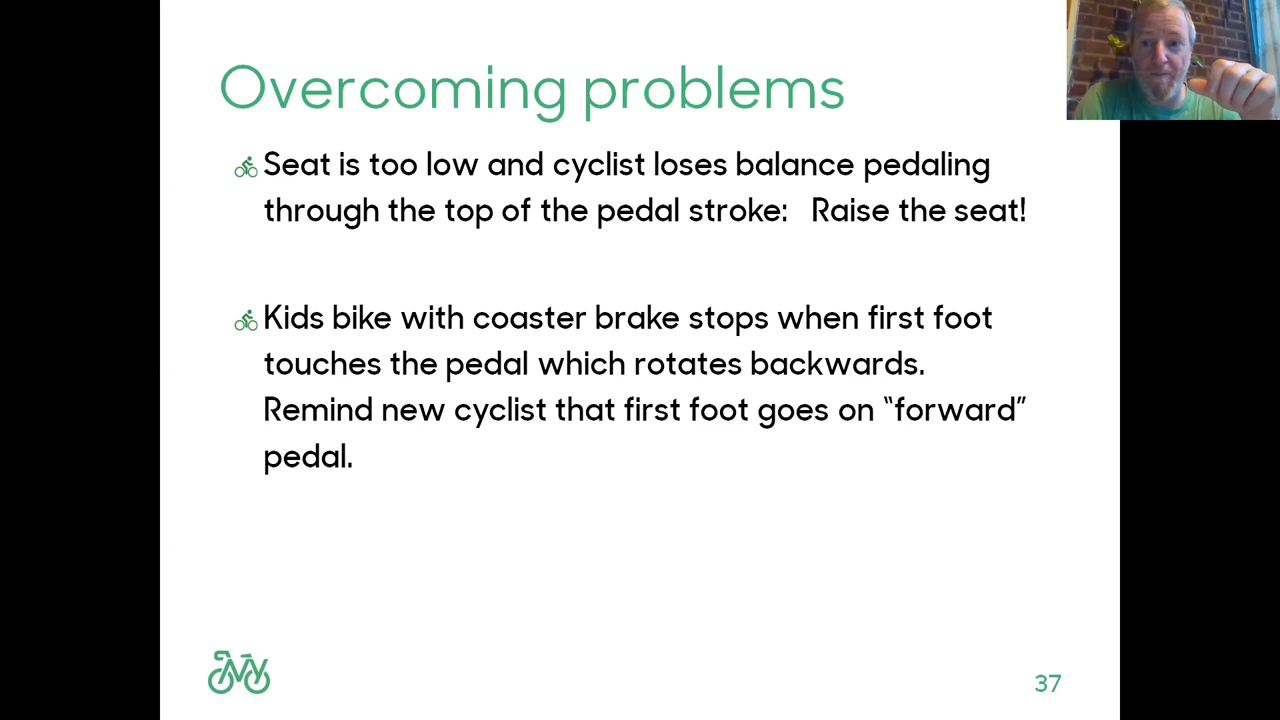 Overcoming problems
Seat is too low and cyclist loses balance pedaling
through the top of the pedal stroke:   Raise the seat!
Kids bike with coaster brake stops when first foot
touches the pedal which rotates backwards.
Remind new cyclist that first foot goes on “forward”
pedal.
37